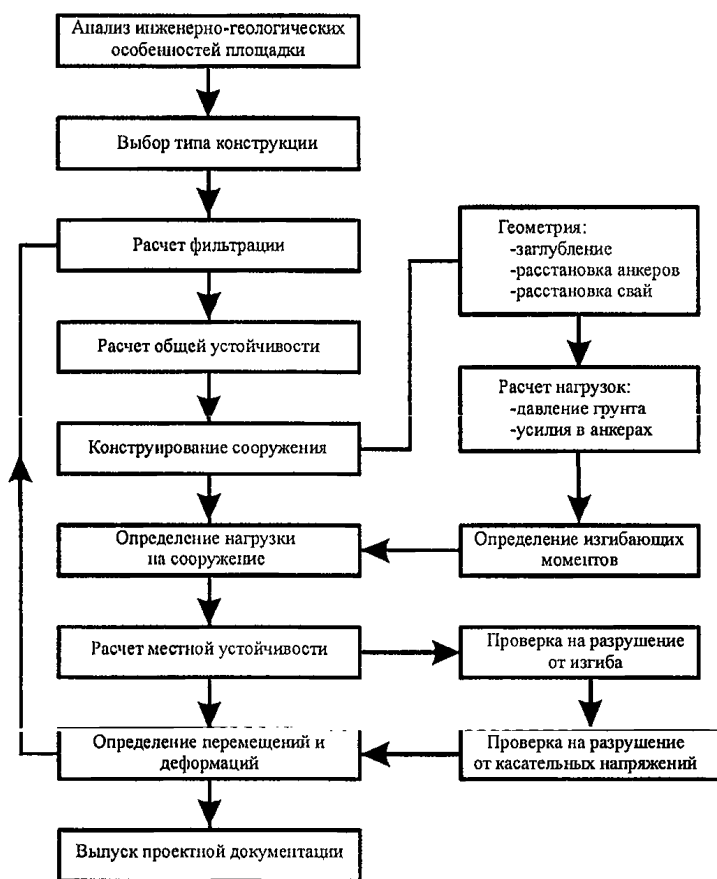 Анализ инженерно-геологических
особенностей площадки
Выбор типа конструкции
Расчет фильтрации
Геометрия:
-заглубление
-расстановка анкеров
-расстановка свай
Расчет общей устойчивости
Расчет нагрузок:
-давление грунта
-усилия в анкерах
Конструирование сооружения
Определение нагрузки
на сооружение
Определение изгибающих
моментов
Расчет местной устойчивости
Проверка на разрушение
от изгиба
Определение перемещений и
деформаций
Проверка на разрушение
от касательных напряжений
Выпуск проектной документации